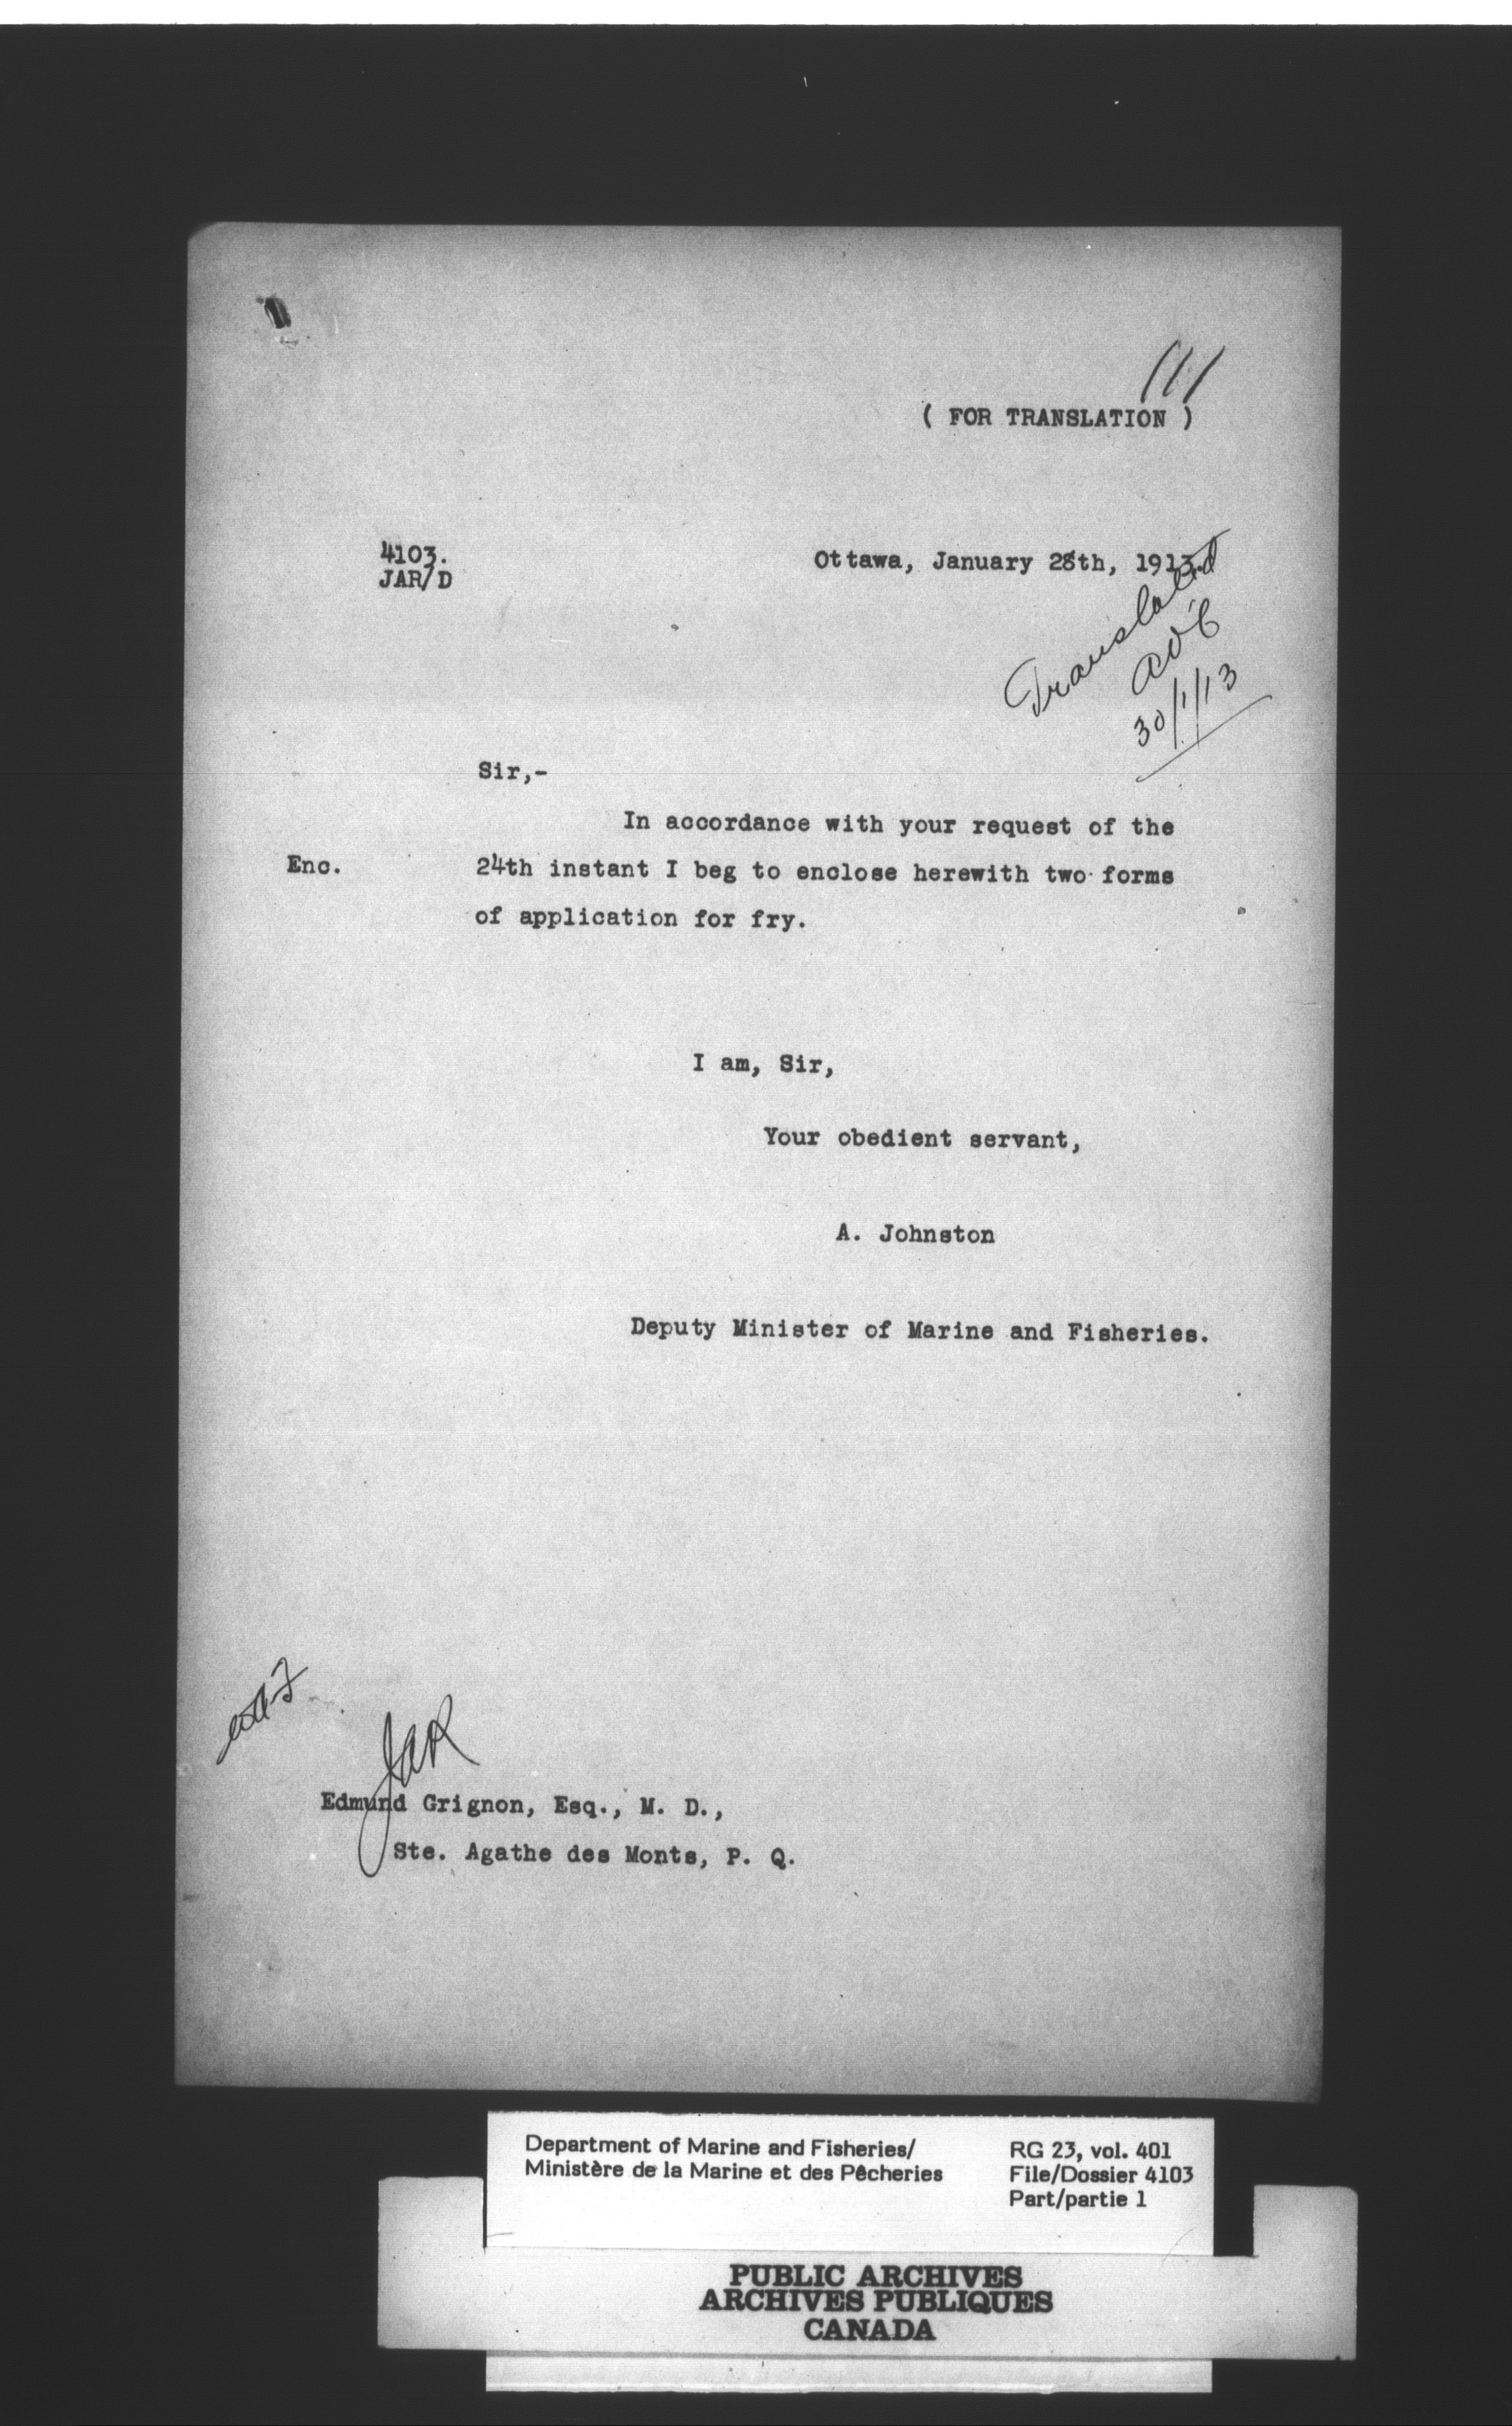 111
( FOR TRANSLATION )
4103.
JAR/D
Ottawa, January 28th, 1913.
Translated
30/1/13
Sir,-
In accordance with your request of the
Enc.
24th instant I beg to enclose herewith two forms
of application for fry.
I am, Sir,
Your obedient servant,
A. Johnston
Deputy Minister of Marine and Fisheries.
JAR
Edmund Grignon, Esq., M. D.,
Ste. Agathe des Monts, P. Q.
Department of Marine and Fisheries/
Ministère de la Marine et des Pêcheries
RG 23, vol. 401
File/Dossier 4103
Part/partie 1
PUBLIC ARCHIVES
ARCHIVES PUBLIQUES
CANADA